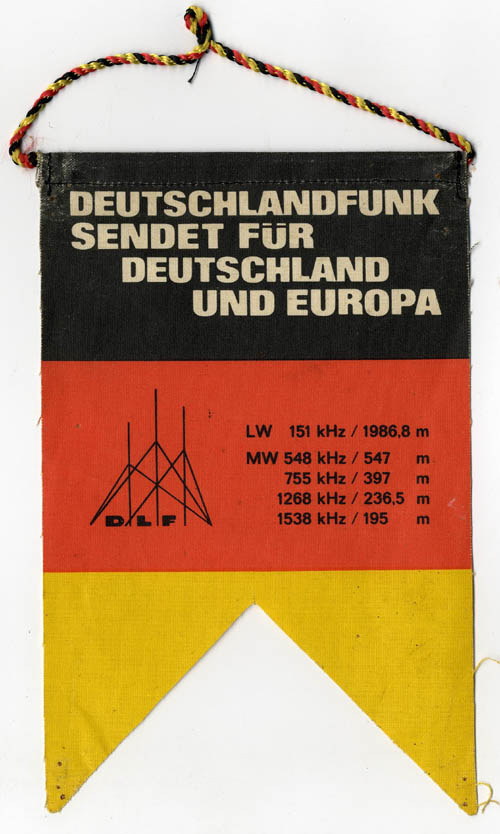 DEUTSCHLANDFUNK
SENDET FÜR
DEUTSCHLAND
UND EUROPA
LW 151 kHz / 1986,8 m
MW 548 kHz / 547 m
755 kHz / 397 m
1268 kHz / 236,5 m
1538 kHz / 195 m
DLF